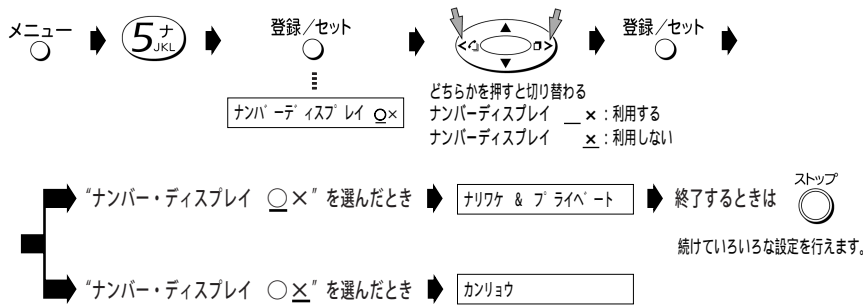 メニュー
5 ナ JKL
登録／セット
ナンバーディスプレイ ○×
どちらかを押すと切り替わる
ナンバーディスプレイ ＿×：利用する
ナンバーディスプレイ ×：利用しない
登録／セット
“ナンバー・ディスプレイ ○×”を選んだとき
ナリワケ & プライベート
終了するときは
ストップ
続けていろいろな設定を行えます。
“ナンバー・ディスプレイ ○×”を選んだとき
カンリョウ